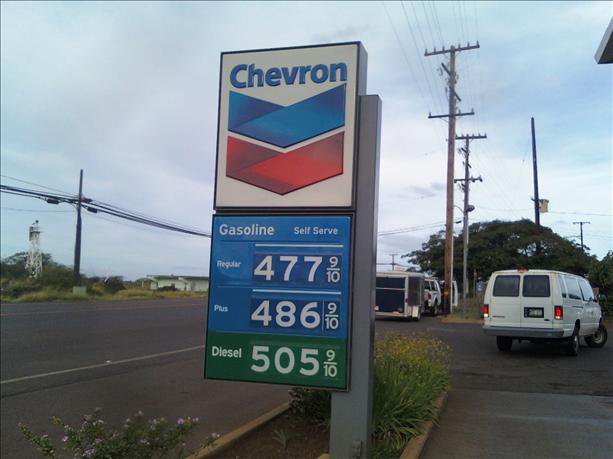 Chevron
Gasoline Self Serve
Regular 477 9/10
Plus 486 9/10
Diesel 505 9/10